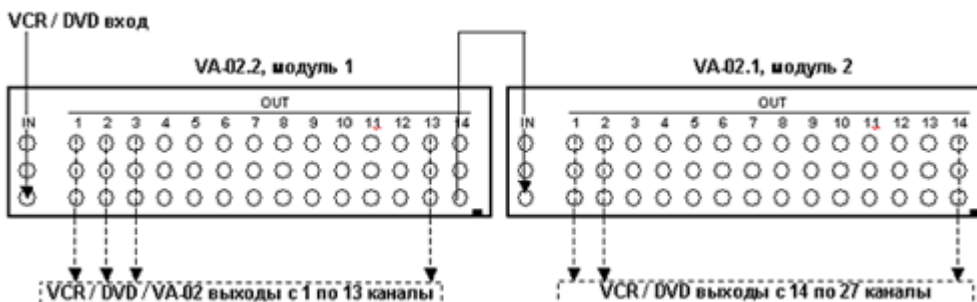 VCR / DVD вход
VA-02.2, модуль 1
VA-02.1, модуль 2
OUT
IN 1 2 3 4 5 6 7 8 9 10 11 12 13 14
OUT
IN 1 2 3 4 5 6 7 8 9 10 11 12 13 14
VCR / DVD / VA-02 выходы с 1 по 13 каналы
VCR / DVD выходы с 14 по 27 каналы